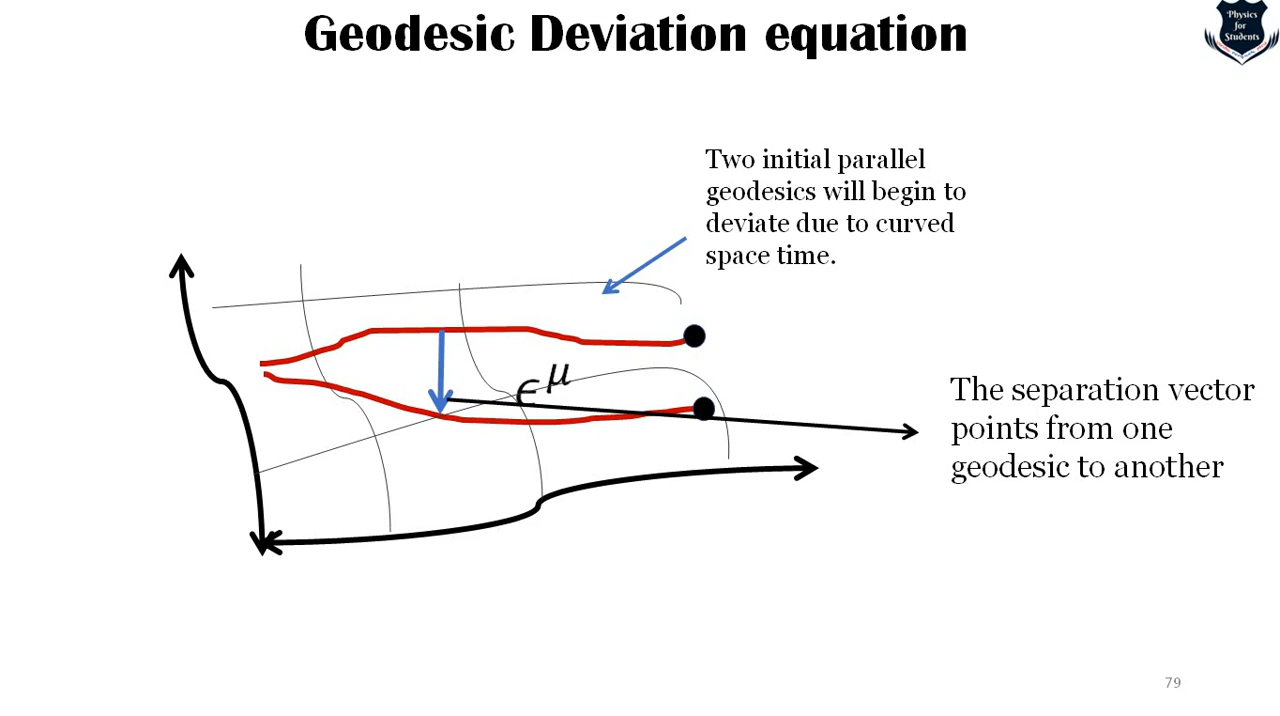 Geodesic Deviation equation
Physics
for
Students
Two initial parallel
geodesics will begin to
deviate due to curved
space time.
ϵ^μ
The separation vector
points from one
geodesic to another
79